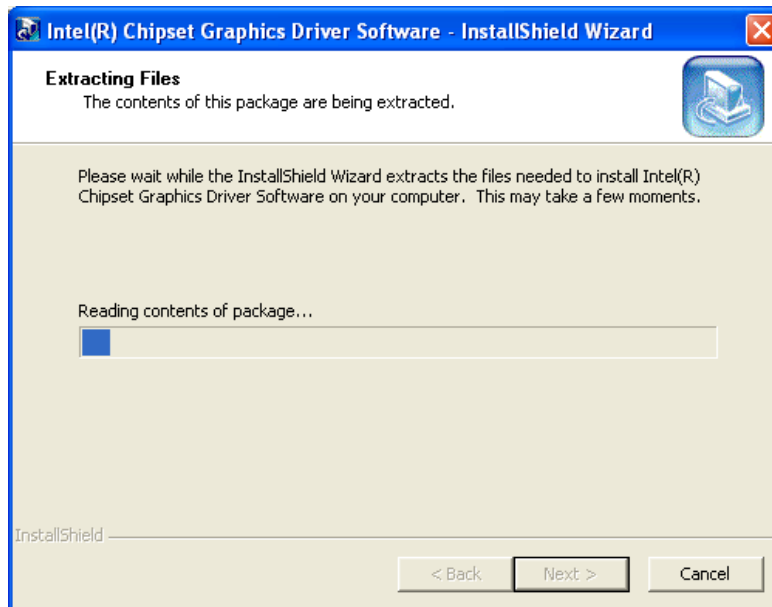 Intel(R) Chipset Graphics Driver Software - InstallShield Wizard
Extracting Files
The contents of this package are being extracted.
Please wait while the InstallShield Wizard extracts the files needed to install Intel(R)
Chipset Graphics Driver Software on your computer.  This may take a few moments.
Reading contents of package...
InstallShield
< Back
Next >
Cancel